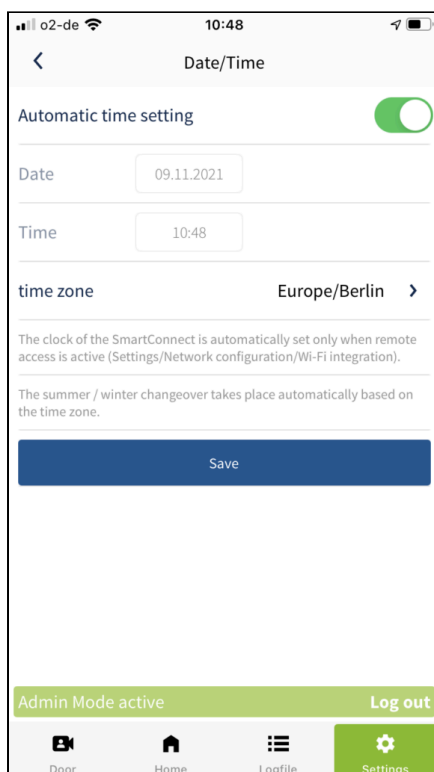 o2-de 10:48
Date/Time
Automatic time setting
Date 09.11.2021
Time 10:48
time zone Europe/Berlin
The clock of the SmartConnect is automatically set only when remote
access is active (Settings/Network configuration/Wi-Fi integration).
The summer / winter changeover takes place automatically based on
the time zone.
Save
Admin Mode active Log out
Door Home Logfile Settings